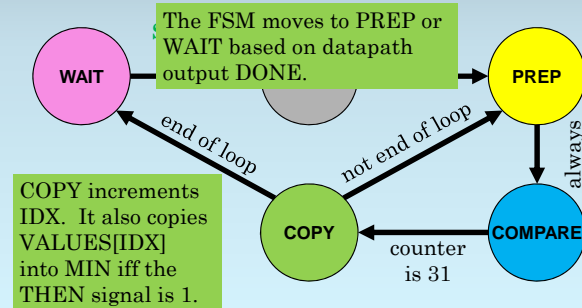 The FSM moves to PREP or
WAIT based on datapath
output DONE.
WAIT
PREP
end of loop
not end of loop
always
COPY increments
IDX. It also copies
VALUES[IDX]
into MIN iff the
THEN signal is 1.
COPY
counter
is 31
COMPARE